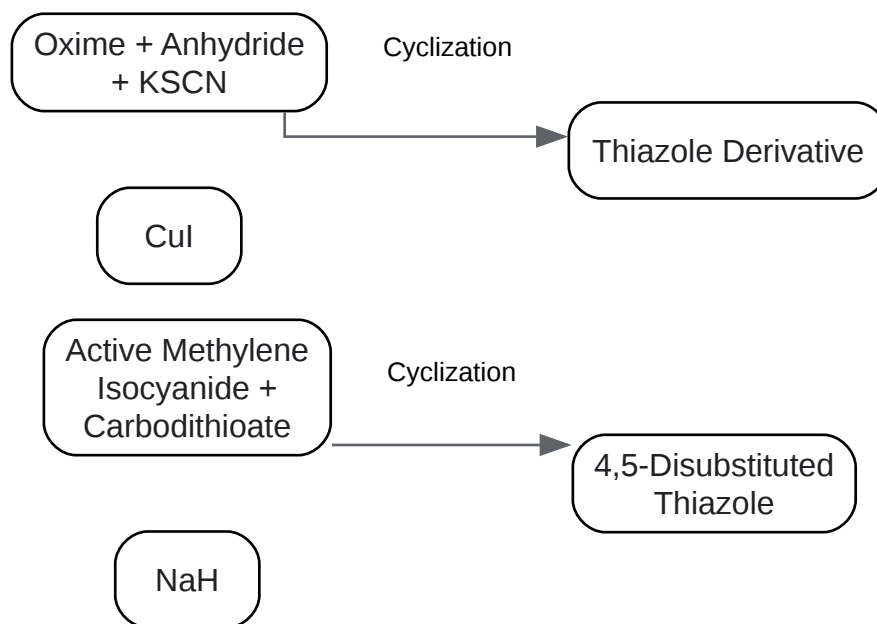 Oxime + Anhydride
+ KSCN
Cyclization
Thiazole Derivative
CuI
Active Methylene
Isocyanide +
Carbodithioate
Cyclization
4,5-Disubstituted
Thiazole
NaH